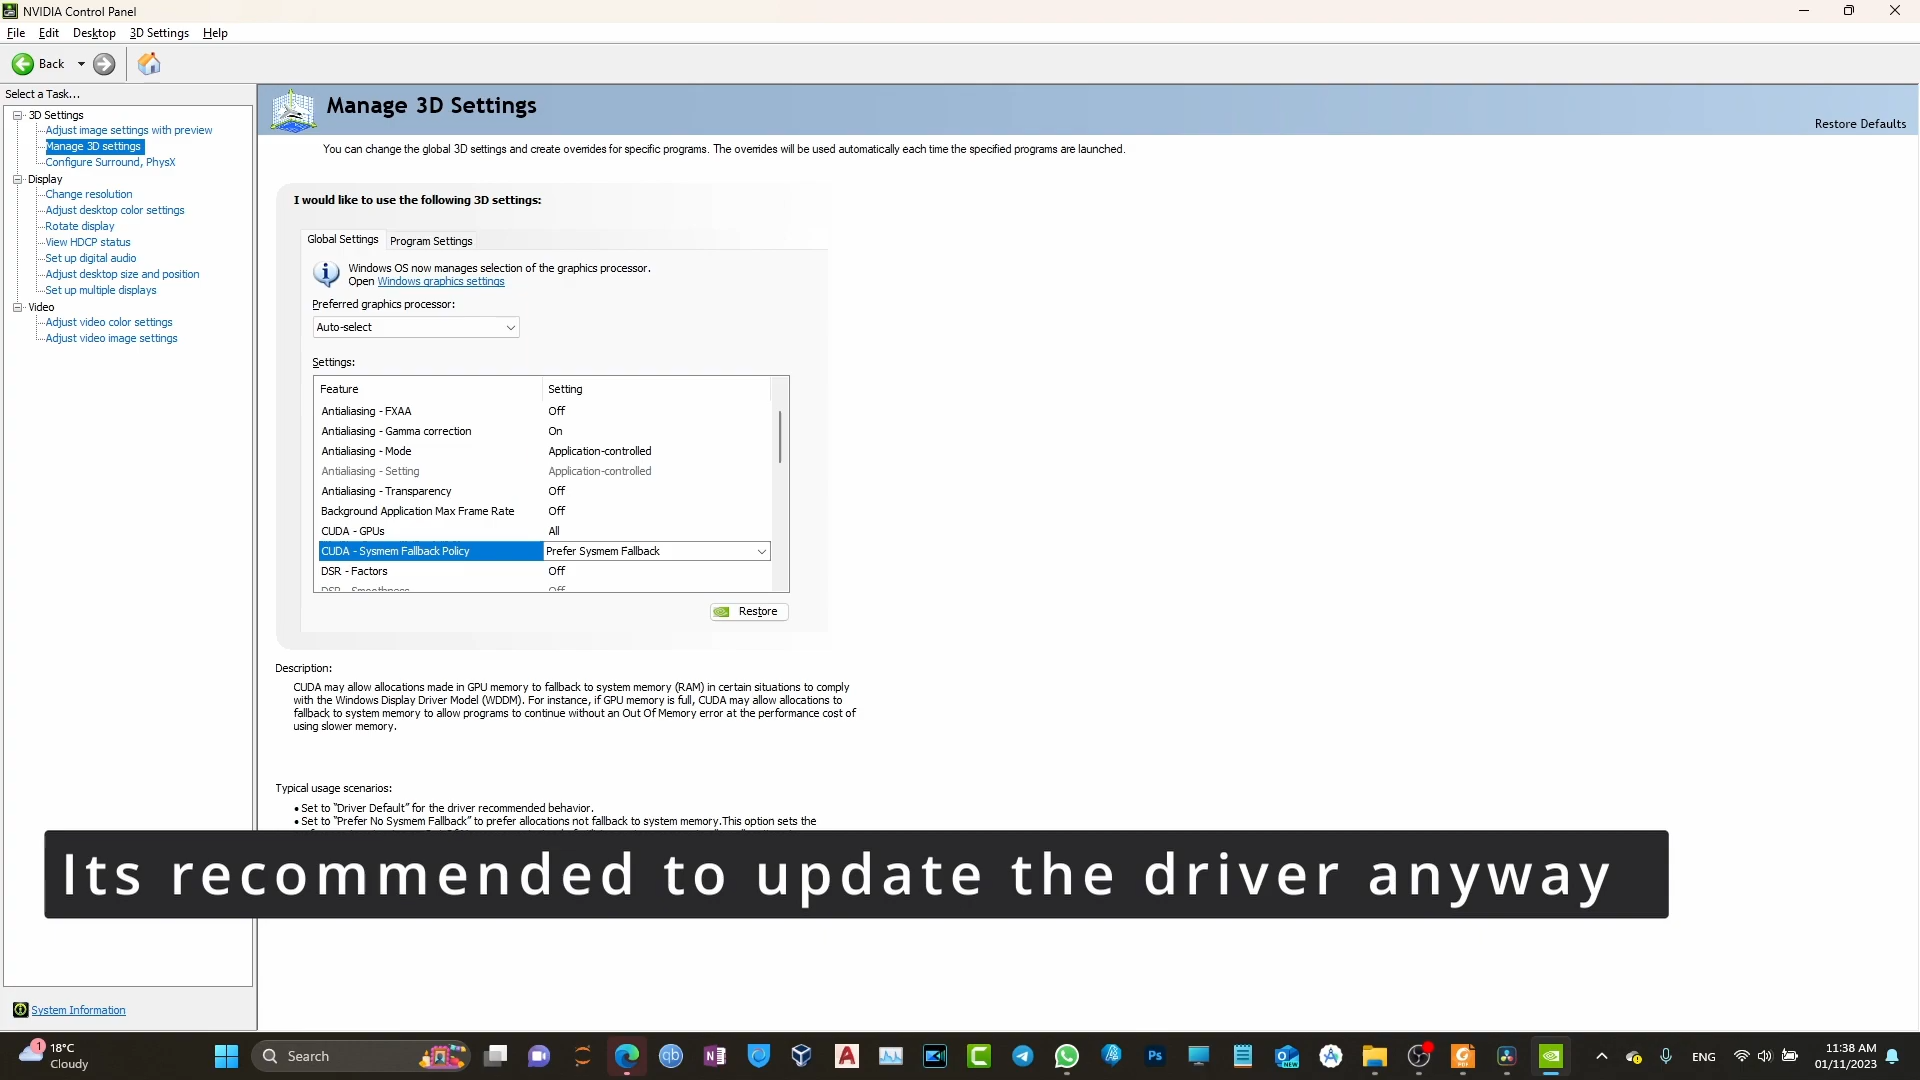 NVIDIA Control Panel
File Edit Desktop 3D Settings Help
Back
Select a Task...
3D Settings
Adjust image settings with preview
Manage 3D settings
Configure Surround, PhysX
Display
Change resolution
Adjust desktop color settings
Rotate display
View HDCP status
Set up digital audio
Adjust desktop size and position
Set up multiple displays
Video
Adjust video color settings
Adjust video image settings
System Information
Manage 3D Settings
Restore Defaults
You can change the global 3D settings and create overrides for specific programs. The overrides will be used automatically each time the specified programs are launched.
I would like to use the following 3D settings:
Global Settings Program Settings
Windows OS now manages selection of the graphics processor.
Open Windows graphics settings
Preferred graphics processor:
Auto-select
Settings:
Feature Setting
Antialiasing - FXAA Off
Antialiasing - Gamma correction On
Antialiasing - Mode Application-controlled
Antialiasing - Setting Application-controlled
Antialiasing - Transparency Off
Background Application Max Frame Rate Off
CUDA - GPUs All
CUDA - Sysmem Fallback Policy Prefer Sysmem Fallback
DSR - Factors Off
DSR - Smoothness Off
Restore
Description:
CUDA may allow allocations made in GPU memory to fallback to system memory (RAM) in certain situations to comply
with the Windows Display Driver Model (WDDM). For instance, if GPU memory is full, CUDA may allow allocations to
fallback to system memory to allow programs to continue without an Out Of Memory error at the performance cost of
using slower memory.
Typical usage scenarios:
• Set to "Driver Default" for the driver recommended behavior.
• Set to "Prefer No Sysmem Fallback" to prefer allocations not fallback to system memory.This option sets the
Its recommended to update the driver anyway
1
18°C
Cloudy
Search
ENG
11:38 AM
01/11/2023